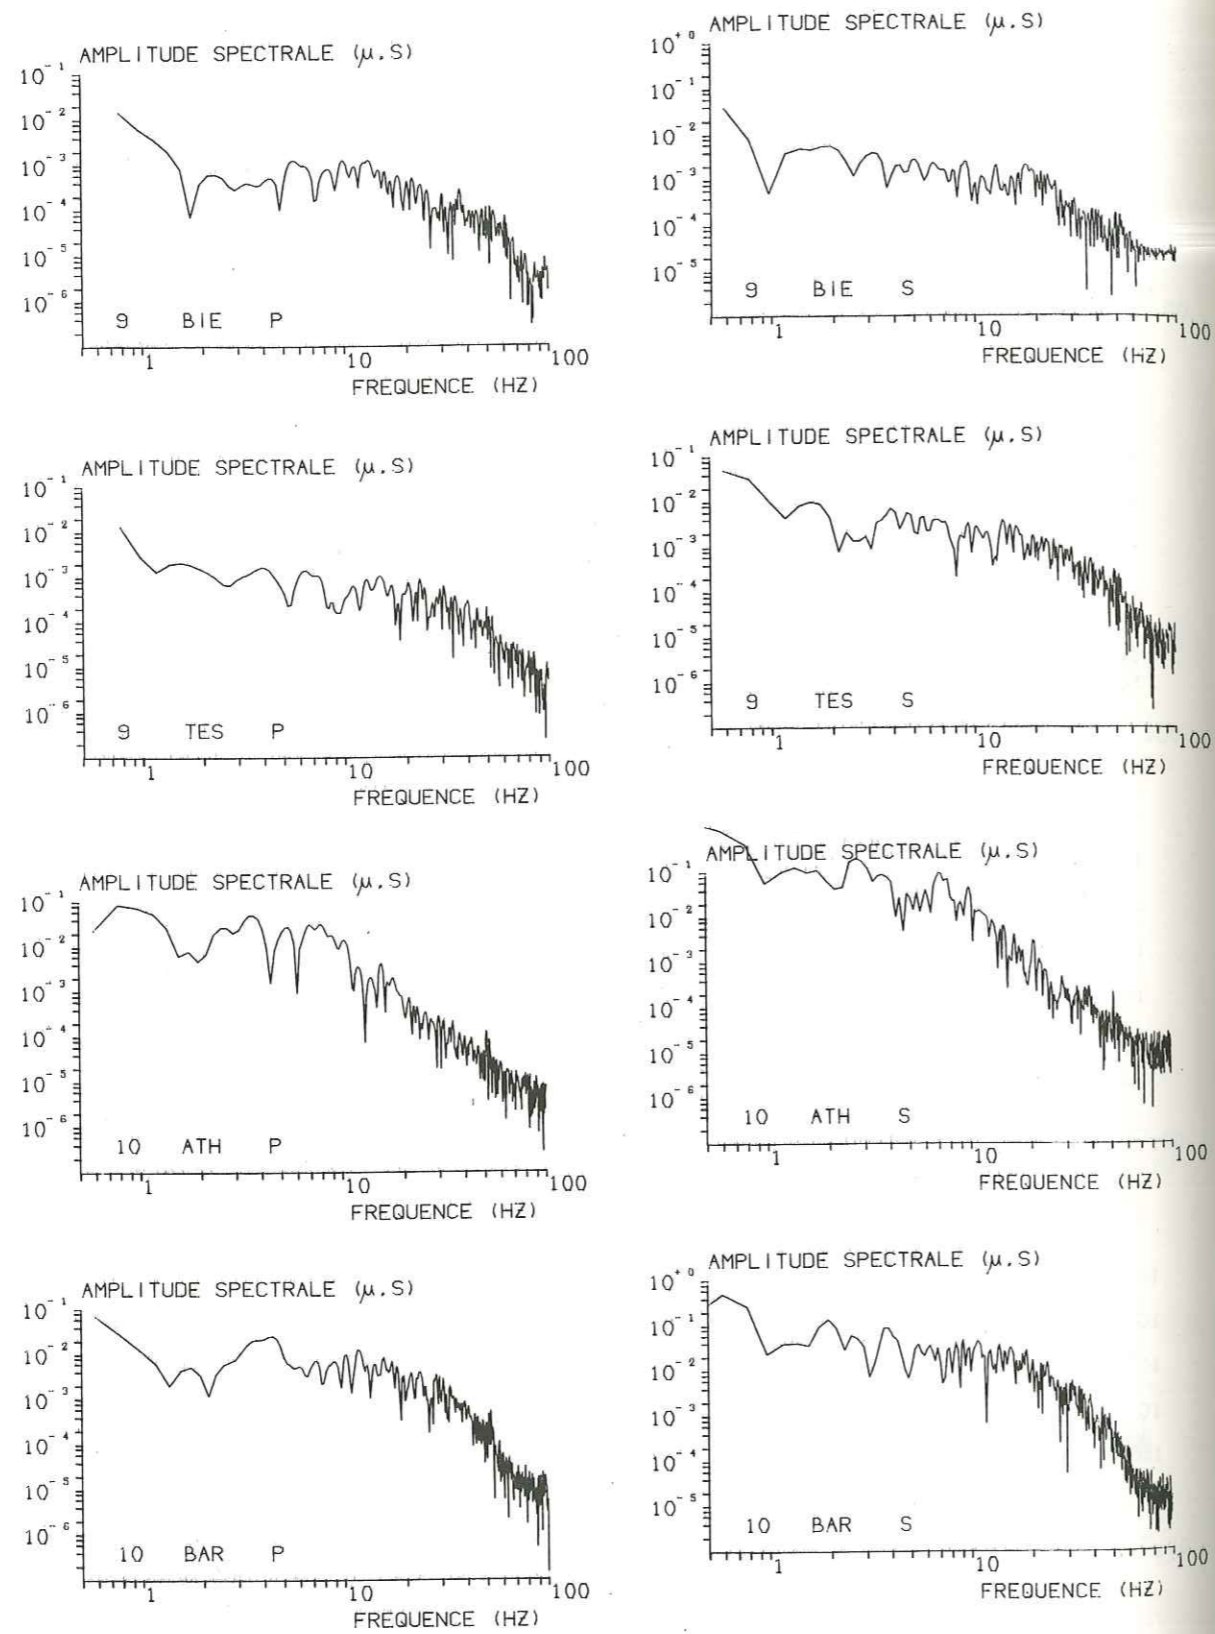 AMPLITUDE SPECTRALE (μ.S)
10⁻¹
10⁻²
10⁻³
10⁻⁴
10⁻⁵
10⁻⁶
9 BIE P
1 10 100
FREQUENCE (HZ)
AMPLITUDE SPECTRALE (μ.S)
10⁺⁰
10⁻¹
10⁻²
10⁻³
10⁻⁴
10⁻⁵
9 BIE S
1 10 100
FREQUENCE (HZ)
AMPLITUDE SPECTRALE (μ.S)
10⁻¹
10⁻²
10⁻³
10⁻⁴
10⁻⁵
10⁻⁶
9 TES P
1 10 100
FREQUENCE (HZ)
AMPLITUDE SPECTRALE (μ.S)
10⁻¹
10⁻²
10⁻³
10⁻⁴
10⁻⁵
10⁻⁶
9 TES S
1 10 100
FREQUENCE (HZ)
AMPLITUDE SPECTRALE (μ.S)
10⁻¹
10⁻²
10⁻³
10⁻⁴
10⁻⁵
10⁻⁶
10 ATH P
1 10 100
FREQUENCE (HZ)
AMPLITUDE SPECTRALE (μ.S)
10⁻¹
10⁻²
10⁻³
10⁻⁴
10⁻⁵
10⁻⁶
10 ATH S
1 10 100
FREQUENCE (HZ)
AMPLITUDE SPECTRALE (μ.S)
10⁻¹
10⁻²
10⁻³
10⁻⁴
10⁻⁵
10⁻⁶
10 BAR P
1 10 100
FREQUENCE (HZ)
AMPLITUDE SPECTRALE (μ.S)
10⁺⁰
10⁻¹
10⁻²
10⁻³
10⁻⁴
10⁻⁵
10 BAR S
1 10 100
FREQUENCE (HZ)